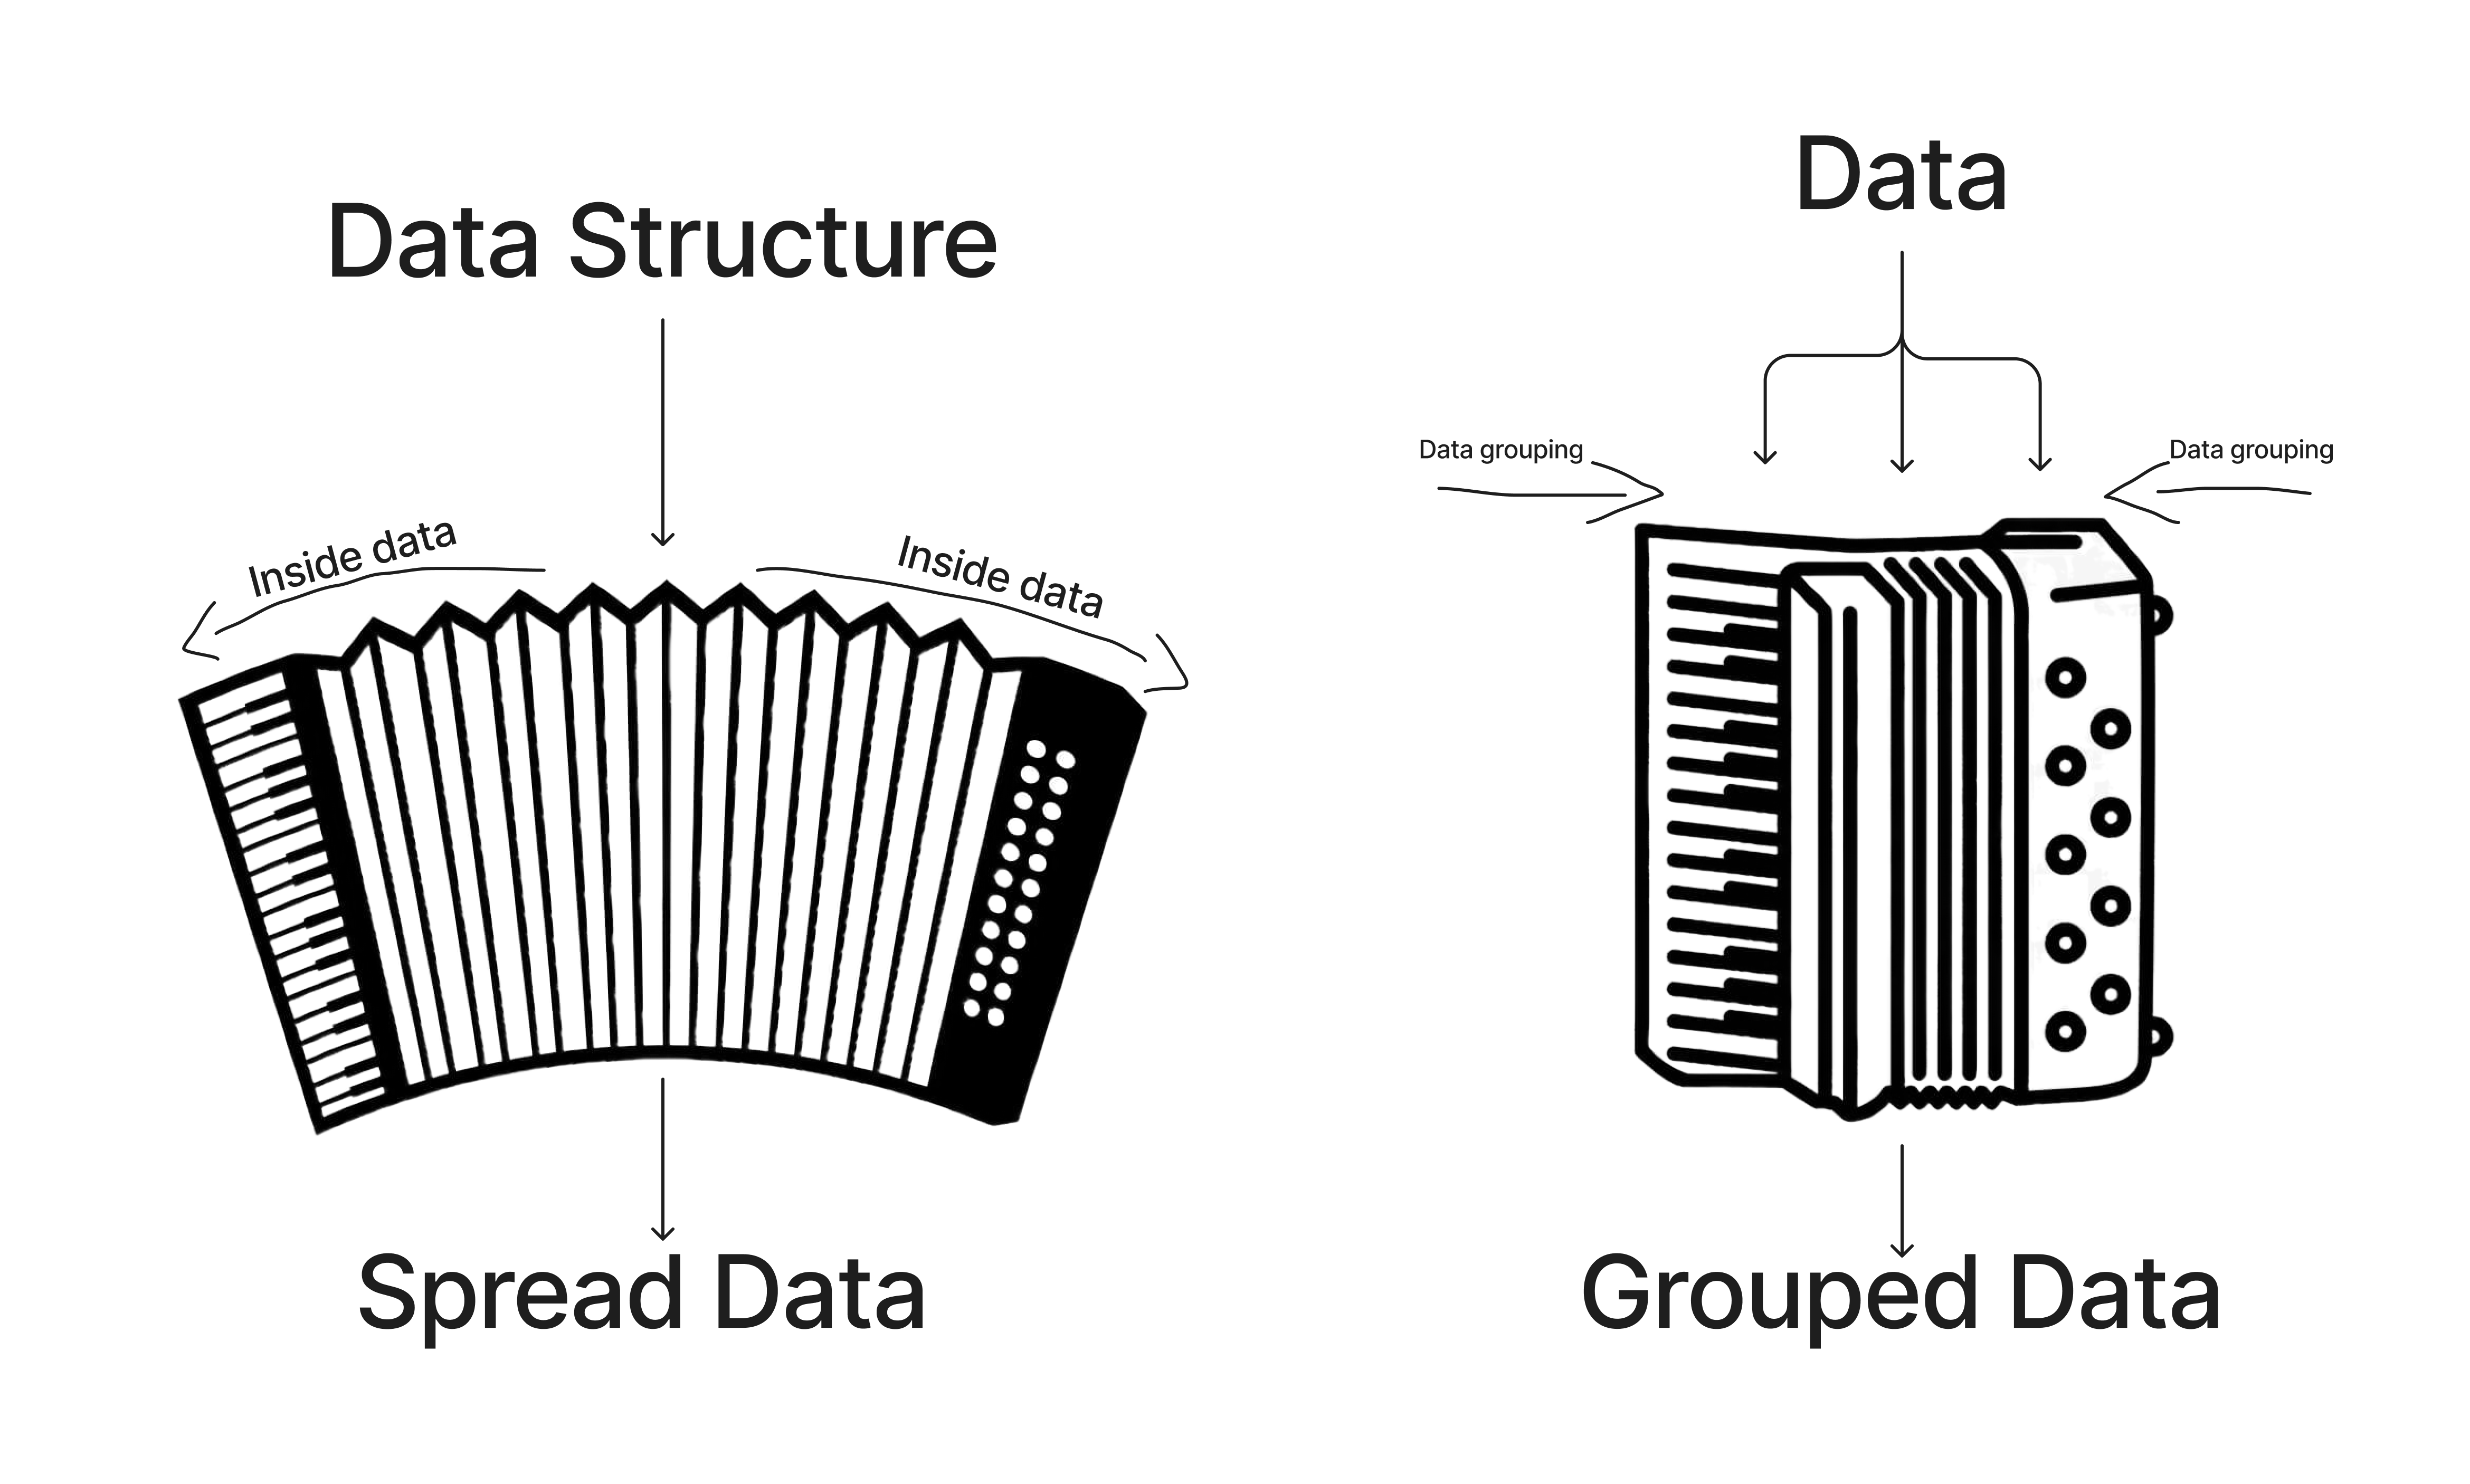 Data Structure
Inside data
Inside data
Spread Data
Data
Data grouping
Data grouping
Grouped Data